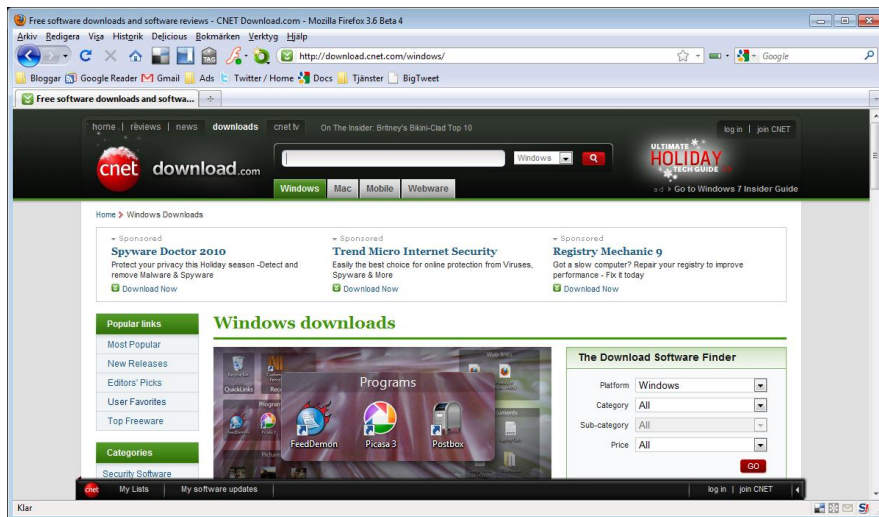 Free software downloads and software reviews - CNET Download.com - Mozilla Firefox 3.6 Beta 4
Arkiv Redigera Visa Historik Delicious Bokmärken Verktyg Hjälp
http://download.cnet.com/windows/
Google
Bloggar Google Reader Gmail Ads Twitter / Home Docs Tjänster BigTweet
Free software downloads and softwa...
home | reviews | news downloads cnet tv On The Insider: Britney's Bikini-Clad Top 10
log in | join CNET
cnet download.com
Windows
ULTIMATE
HOLIDAY
TECH GUIDE
Windows Mac Mobile Webware
ad Go to Windows 7 Insider Guide
Home > Windows Downloads
Sponsored
Spyware Doctor 2010
Protect your privacy this Holiday season -Detect and
remove Malware & Spyware
Download Now
Sponsored
Trend Micro Internet Security
Easily the best choice for online protection from Viruses,
Spyware & More
Download Now
Sponsored
Registry Mechanic 9
Got a slow computer? Repair your registry to improve
performance - Fix it today
Download Now
Popular links
Most Popular
New Releases
Editors' Picks
User Favorites
Top Freeware
Categories
Security Software
Windows downloads
QuickLinks
Programs
FeedDemon Picasa 3 Postbox
The Download Software Finder
Platform Windows
Category All
Sub-category All
Price All
GO
cnet My Lists My software updates
log in | join CNET
Klar